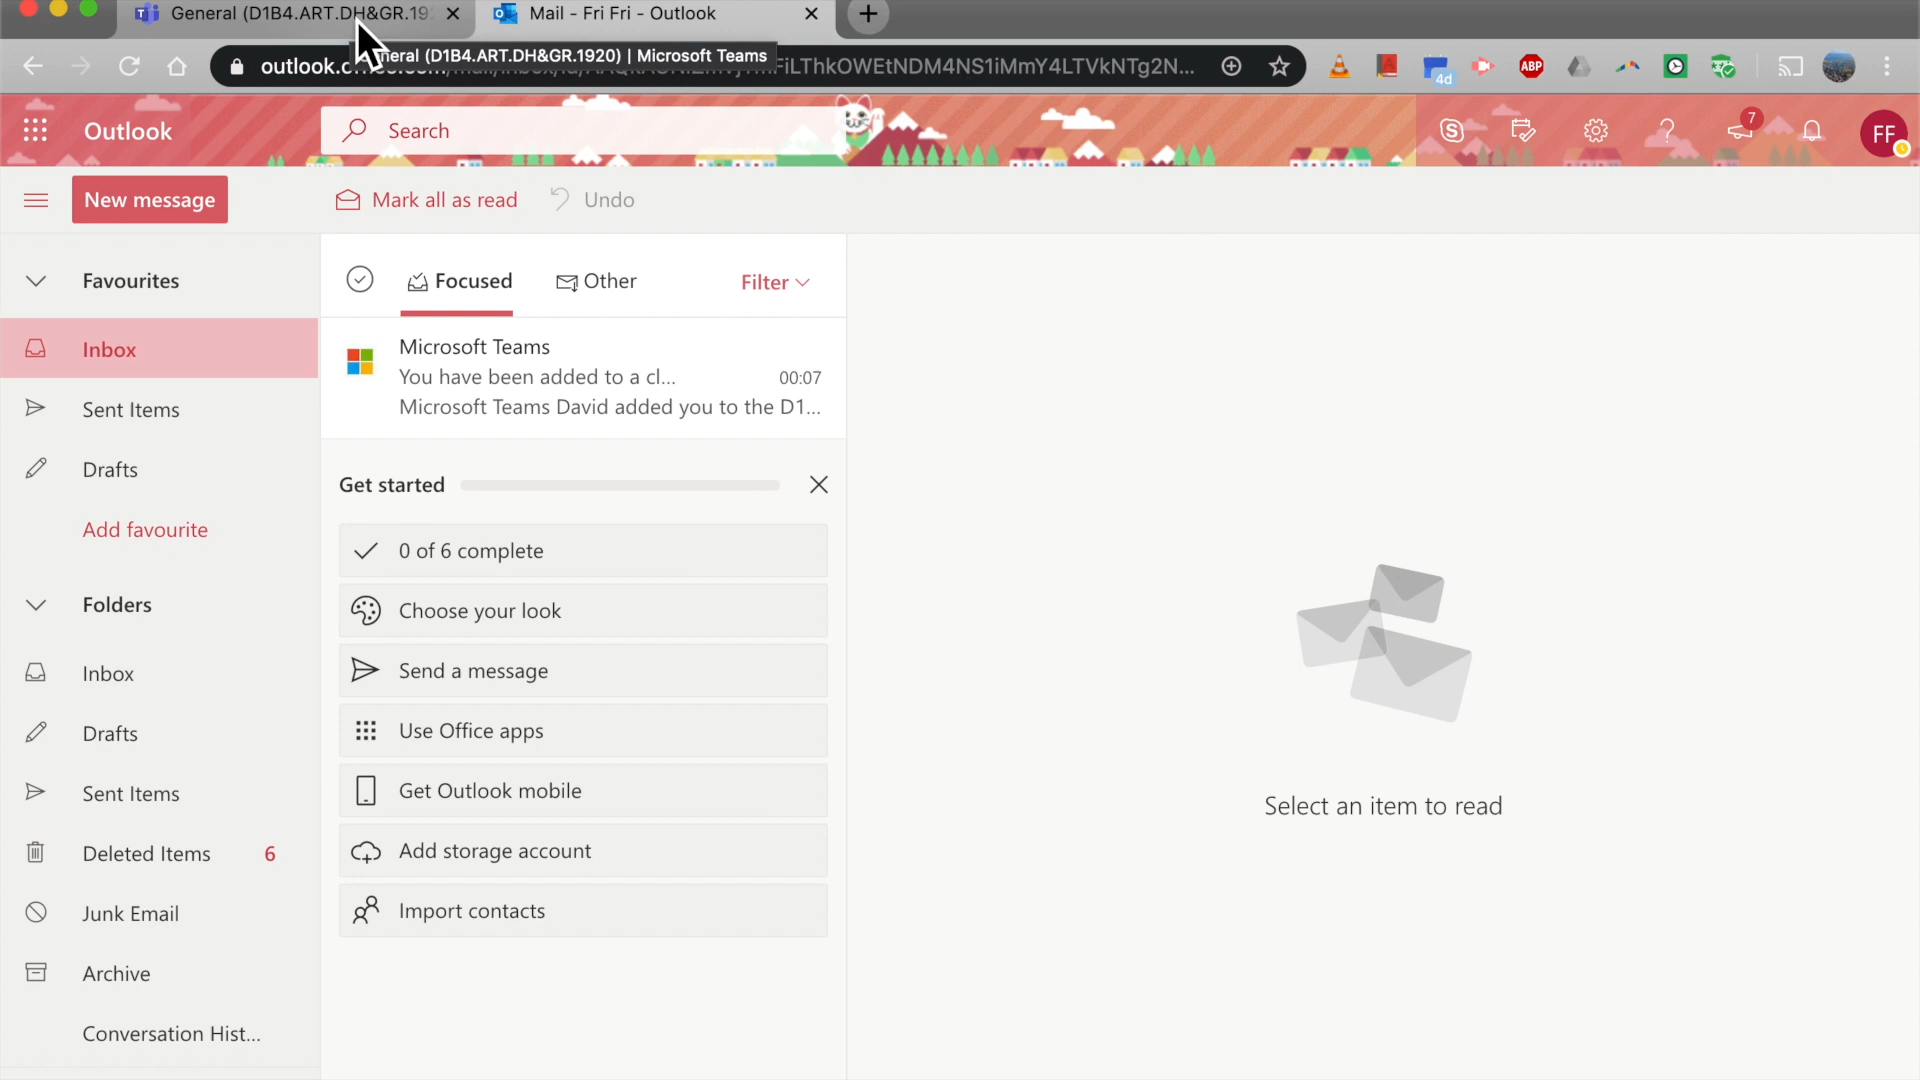 General (D1B4.ART.DH&GR.19
Mail - Fri Fri - Outlook
neral (D1B4.ART.DH&GR.1920) | Microsoft Teams
4d
ABP
Outlook
Search
7
FF
New message
Mark all as read
Undo
Favourites
Focused
Other
Filter
Inbox
Microsoft Teams
You have been added to a cl...
00:07
Microsoft Teams David added you to the D1...
Sent Items
Drafts
Get started
Add favourite
0 of 6 complete
Folders
Choose your look
Inbox
Send a message
Drafts
Use Office apps
Sent Items
Get Outlook mobile
Select an item to read
Deleted Items
6
Add storage account
Junk Email
Import contacts
Archive
Conversation Hist...